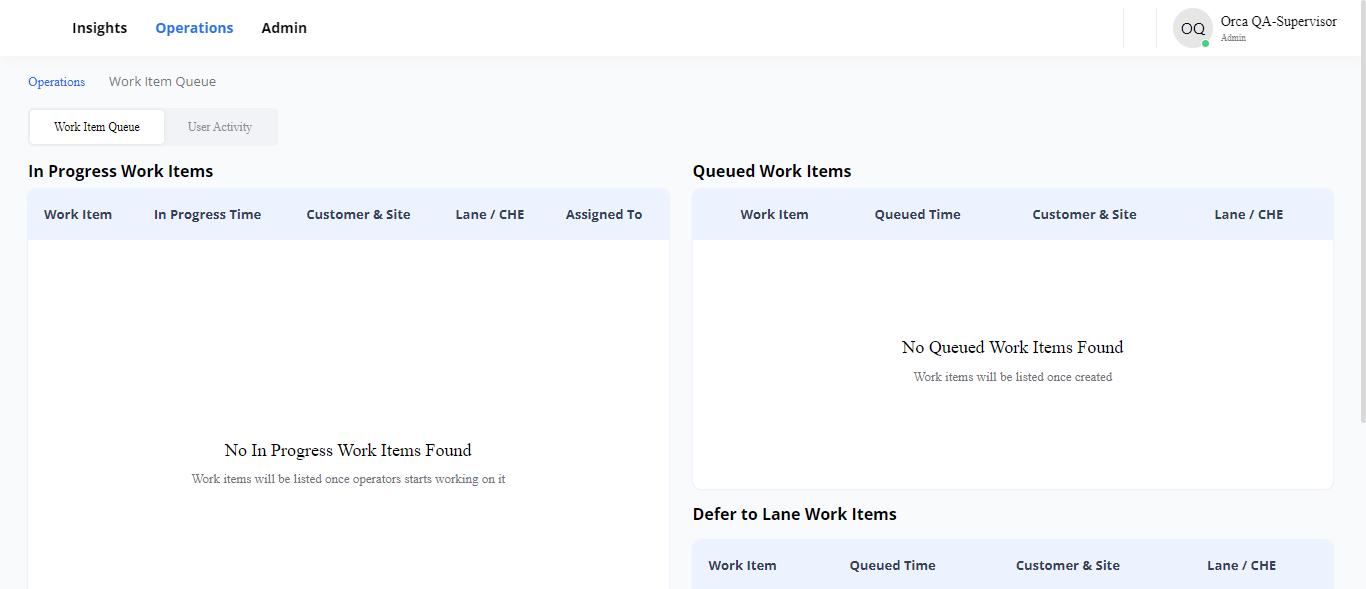 Insights Operations Admin
OQ
Orca QA-Supervisor
Admin
Operations Work Item Queue
Work Item Queue User Activity
In Progress Work Items
Work Item In Progress Time Customer & Site Lane / CHE Assigned To
No In Progress Work Items Found
Work items will be listed once operators starts working on it
Queued Work Items
Work Item Queued Time Customer & Site Lane / CHE
No Queued Work Items Found
Work items will be listed once created
Defer to Lane Work Items
Work Item Queued Time Customer & Site Lane / CHE